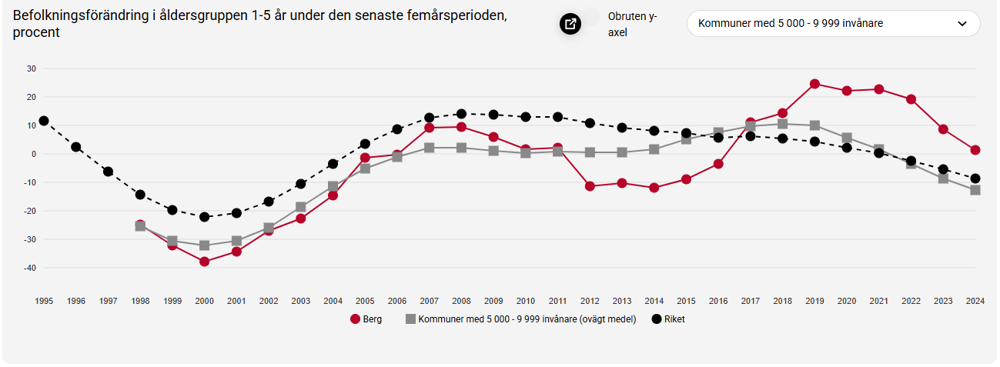 Befolkningsförändring i åldersgruppen 1-5 år under den senaste femårsperioden,
procent
Obruten y-
axel
Kommuner med 5 000 - 9 999 invånare
30
20
10
0
-10
-20
-30
-40
1995 1996 1997 1998 1999 2000 2001 2002 2003 2004 2005 2006 2007 2008 2009 2010 2011 2012 2013 2014 2015 2016 2017 2018 2019 2020 2021 2022 2023 2024
Berg Kommuner med 5 000 - 9 999 invånare (ovägt medel) Riket